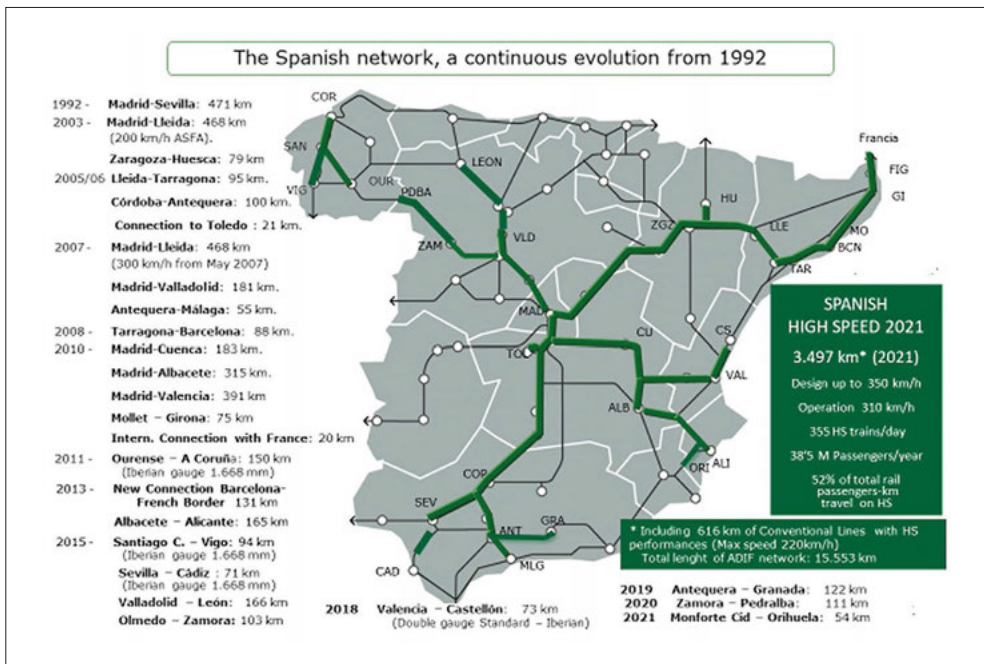 The Spanish network, a continuous evolution from 1992
1992 - Madrid-Sevilla: 471 km
2003 - Madrid-Lleida: 468 km
(200 km/h ASFA).
Zaragoza-Huesca: 79 km
2005/06 Lleida-Tarragona: 95 km.
Córdoba-Antequera: 100 km.
Connection to Toledo : 21 km.
2007 - Madrid-Lleida: 468 km
(300 km/h from May 2007)
Madrid-Valladolid: 181 km.
Antequera-Málaga: 55 km.
2008 - Tarragona-Barcelona: 88 km.
2010 - Madrid-Cuenca: 183 km.
Madrid-Albacete: 315 km.
Madrid-Valencia: 391 km
Mollet – Girona: 75 km
Intern. Connection with France: 20 km
2011 - Ourense – A Coruña: 150 km
(Iberian gauge 1.668 mm)
2013 - New Connection Barcelona-
French Border 131 km
Albacete – Alicante: 165 km
2015 - Santiago C. – Vigo: 94 km
(Iberian gauge 1.668 mm)
Sevilla – Cádiz : 71 km
(Iberian gauge 1.668 mm)
Valladolid – León: 166 km
Olmedo – Zamora: 103 km
2018 Valencia – Castellón: 73 km
(Double gauge Standard – Iberian)
2019 Antequera – Granada: 122 km
2020 Zamora – Pedralba: 111 km
2021 Monforte Cid – Orihuela: 54 km
COR
SAN
VIG
OUR
PDBA
LEON
ZAM
VLD
MAD
TO
CU
ZGZ
HU
LLE
TAR
BCN
MO
GI
FIG
Francia
CS
VAL
ALB
ALI
ORI
COR
SEV
ANT
GRA
CAD
MLG
SPANISH
HIGH SPEED 2021
3.497 km* (2021)
Design up to 350 km/h
Operation 310 km/h
355 HS trains/day
38'5 M Passengers/year
52% of total rail
passengers-km
travel on HS
* Including 616 km of Conventional Lines with HS
performances (Max speed 220km/h)
Total lenght of ADIF network: 15.553 km